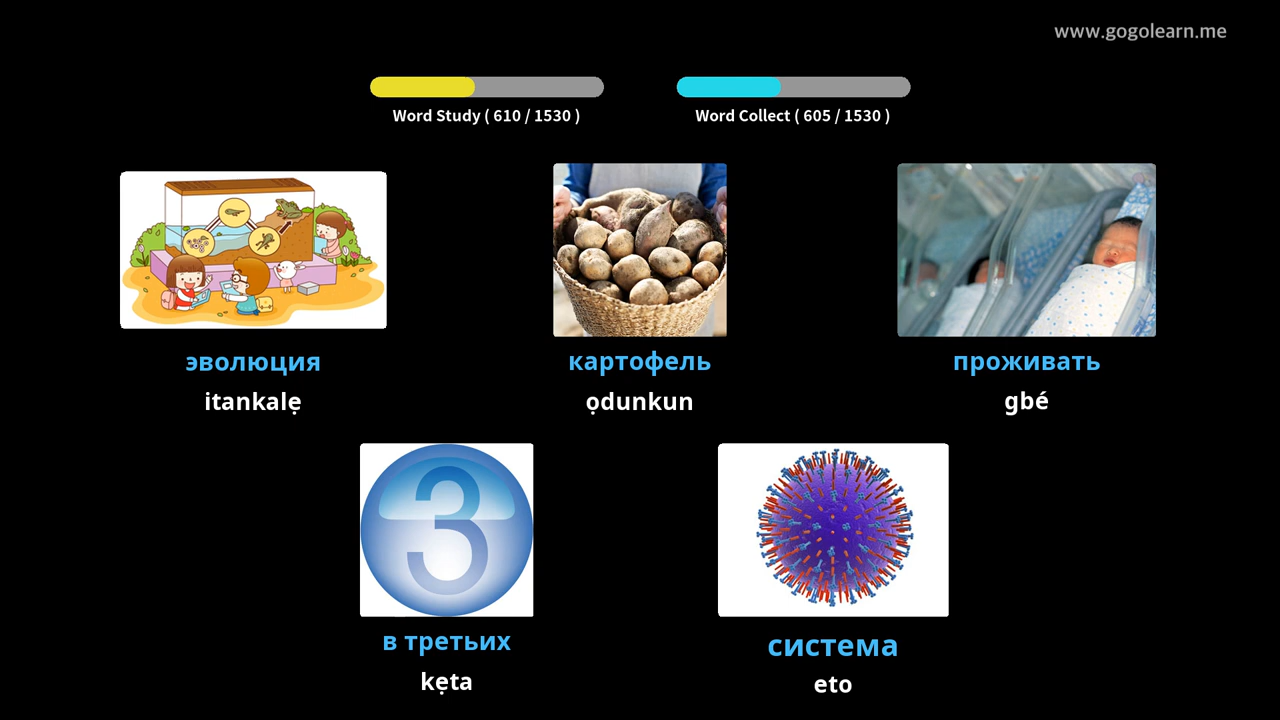 www.gogolearn.me
Word Study ( 610 / 1530 )
Word Collect ( 605 / 1530 )
эволюция
itankalẹ
картофель
ọdunkun
проживать
gbé
3
в третьих
kẹta
система
eto